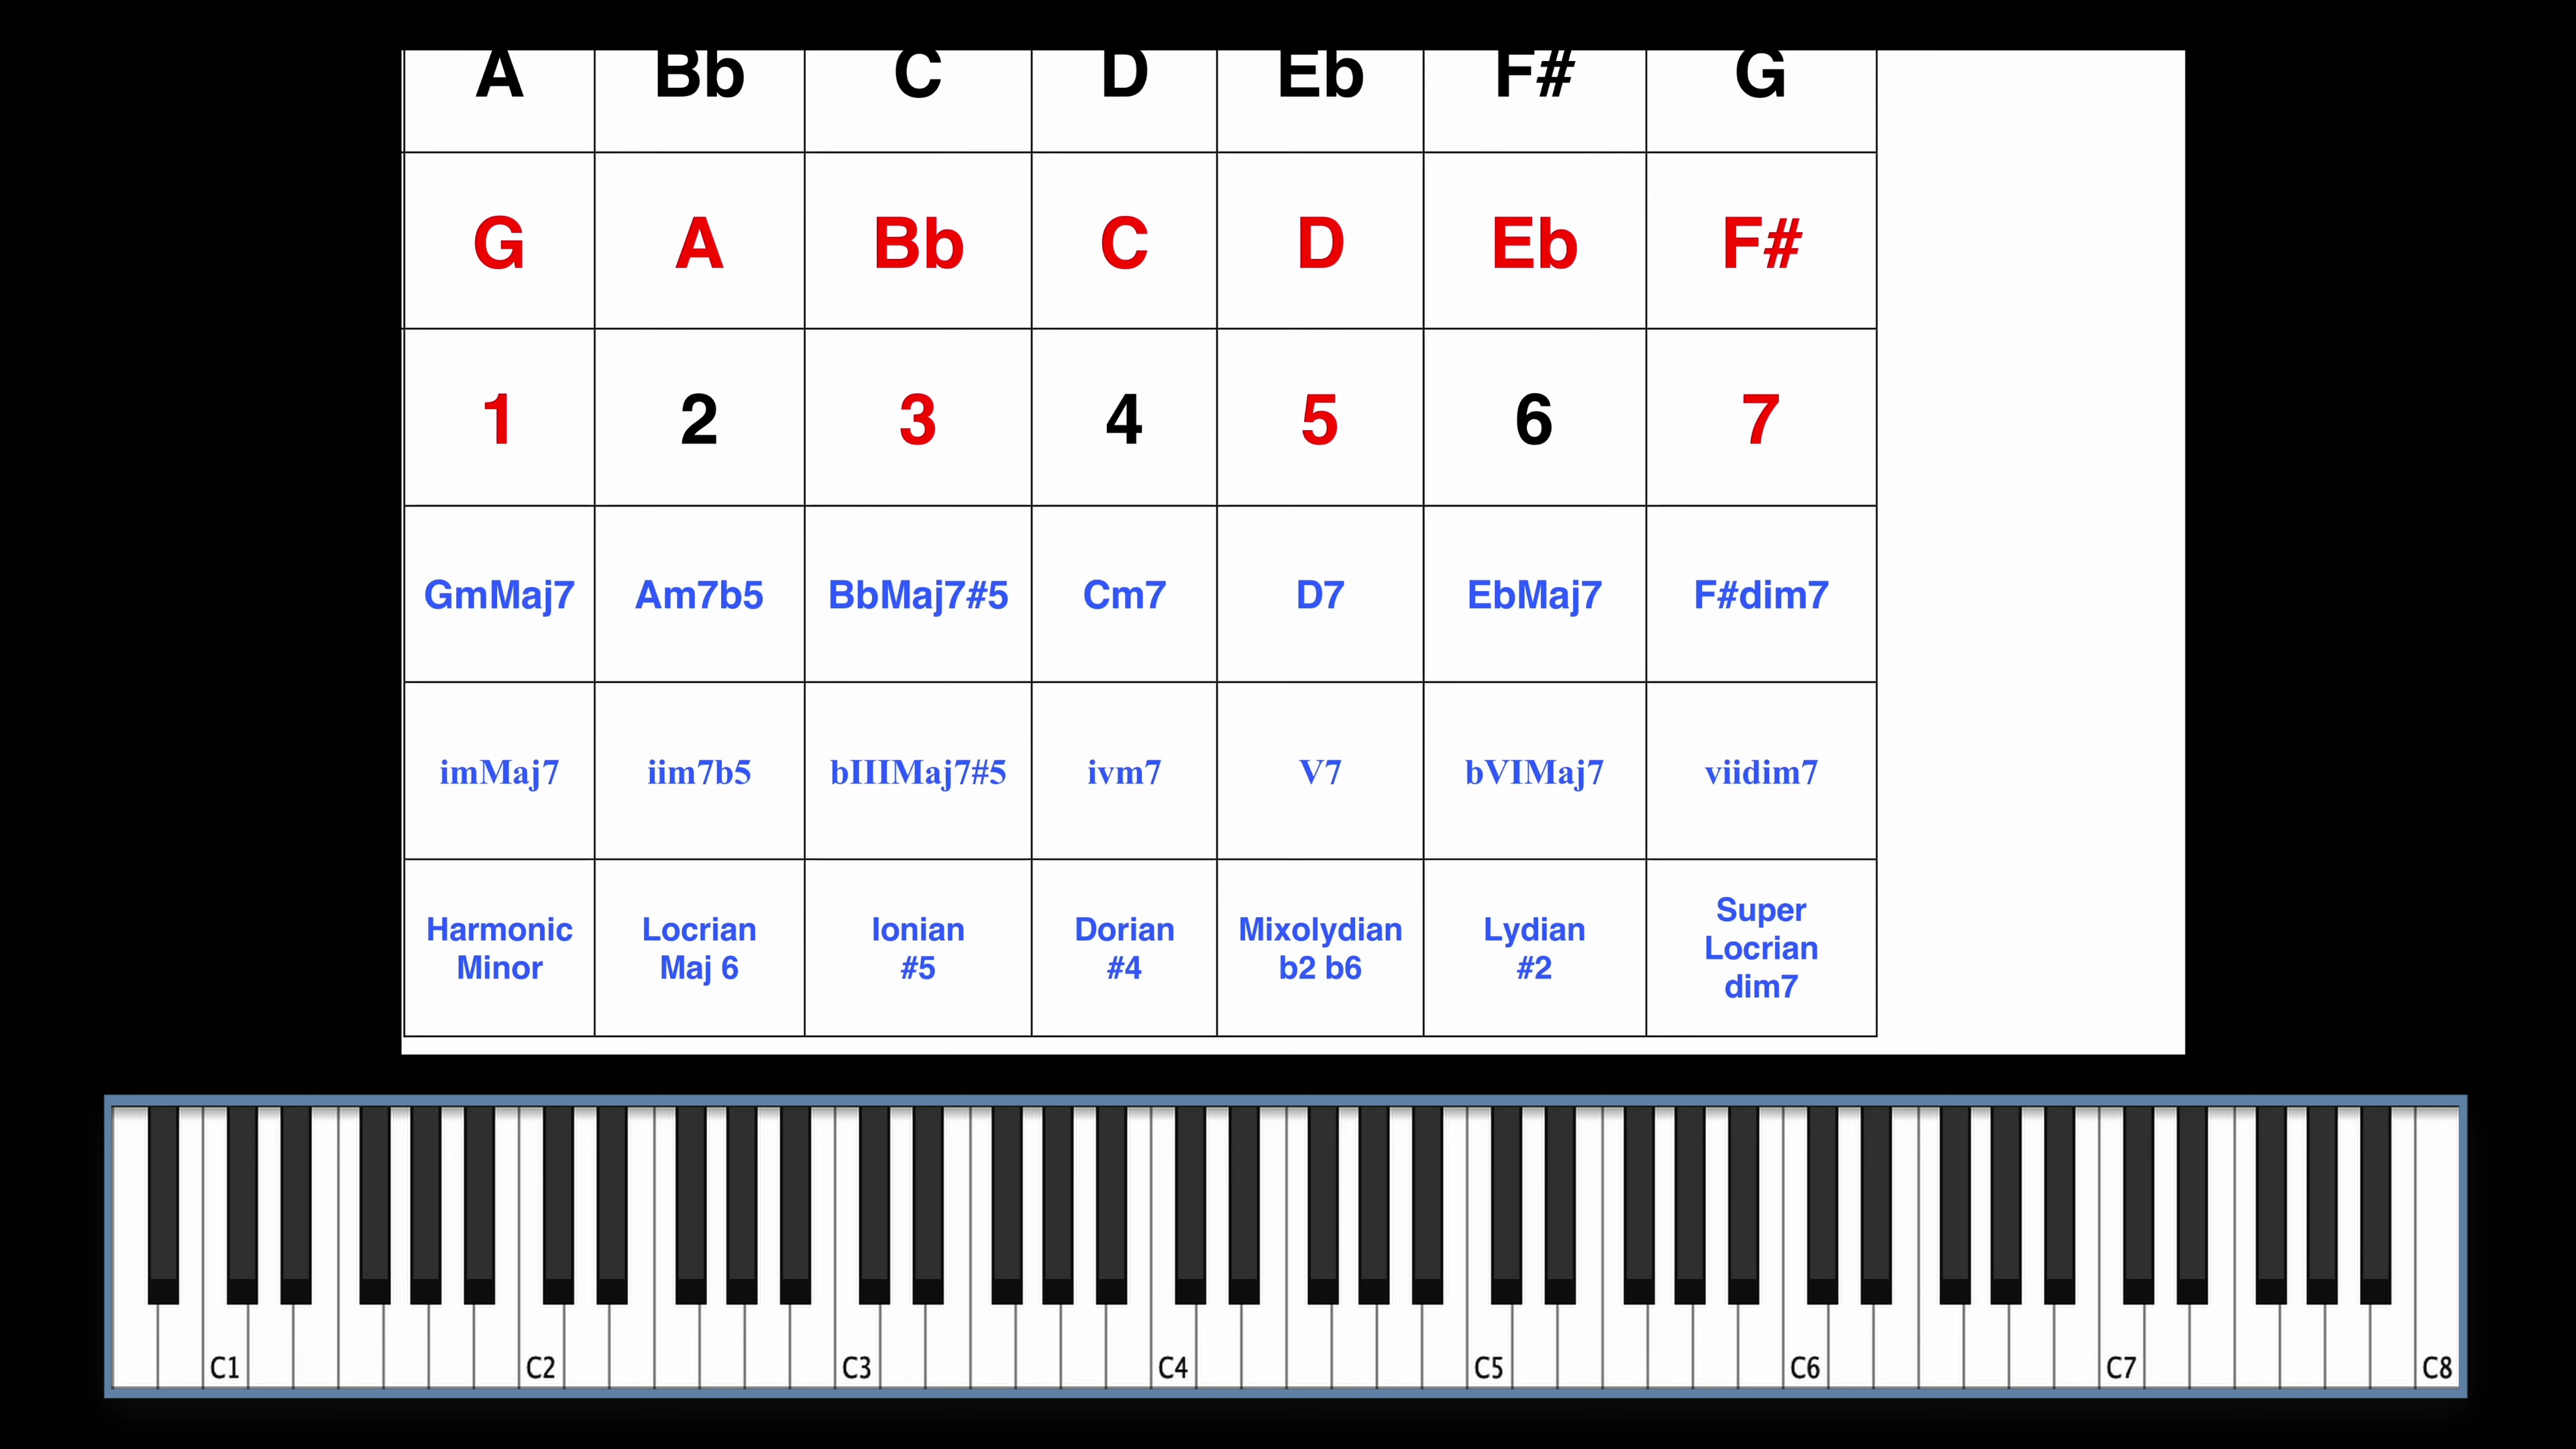 A Bb C D Eb F# G
G A Bb C D Eb F#
1 2 3 4 5 6 7
GmMaj7 Am7b5 BbMaj7#5 Cm7 D7 EbMaj7 F#dim7
imMaj7 iim7b5 bIIIMaj7#5 ivm7 V7 bVIMaj7 viidim7
Harmonic
Minor
Locrian
Maj 6
Ionian
#5
Dorian
#4
Mixolydian
b2 b6
Lydian
#2
Super
Locrian
dim7
C1 C2 C3 C4 C5 C6 C7 C8